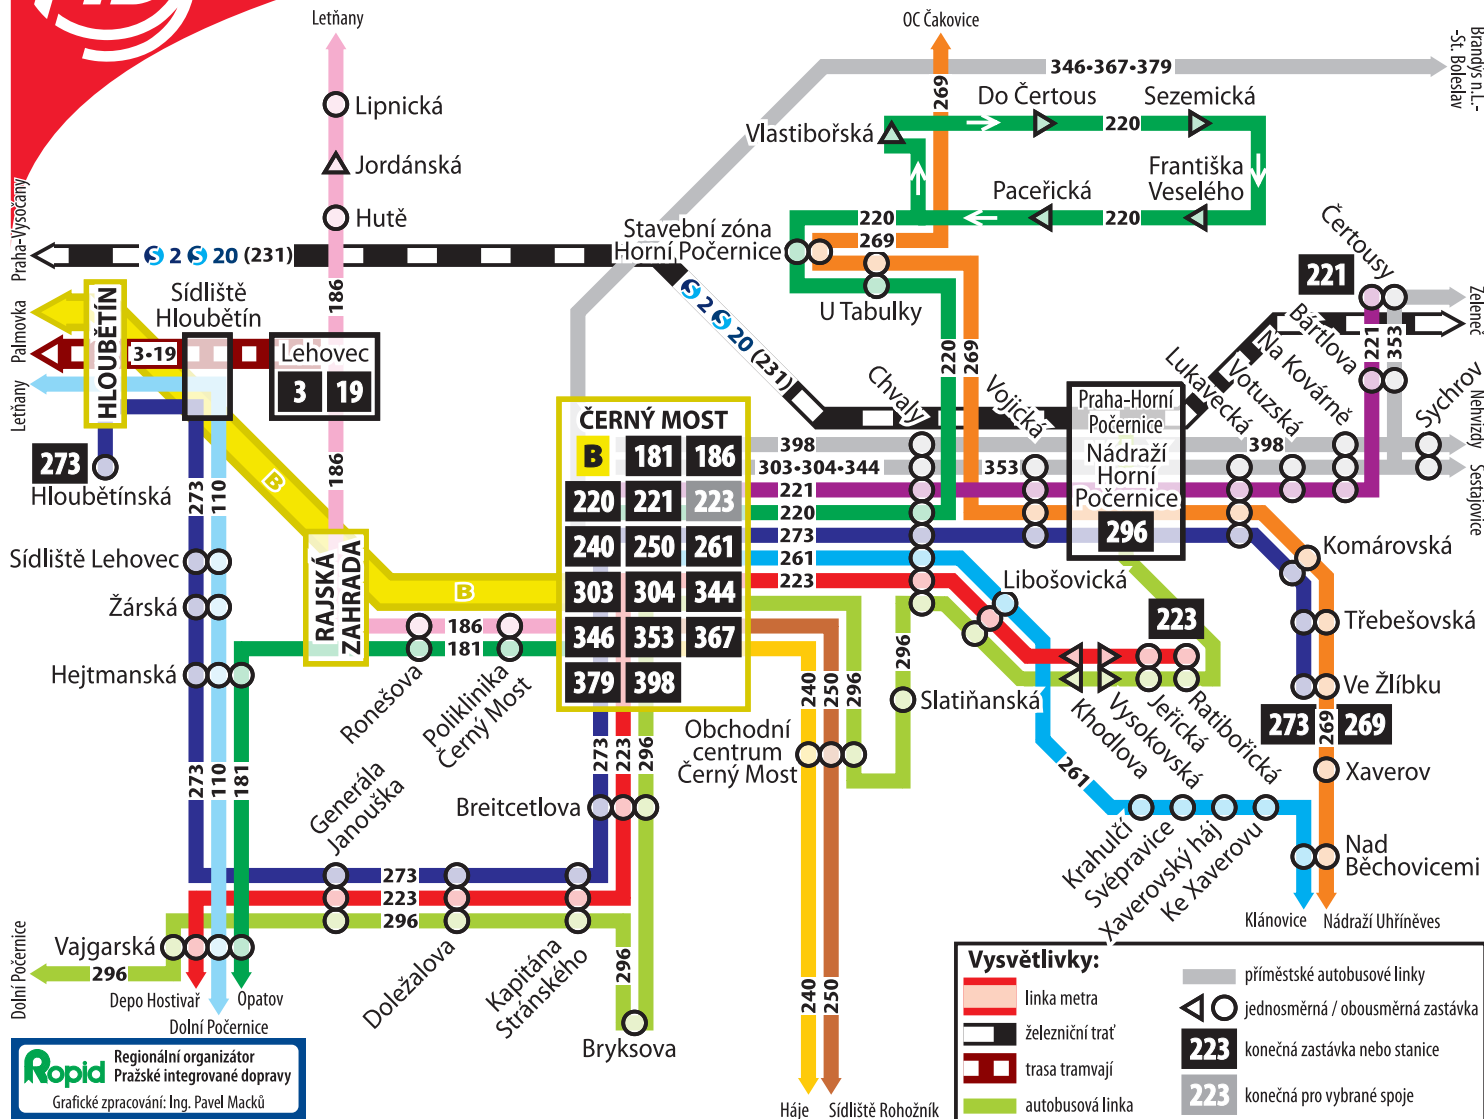 Letňany
OC Čakovice
Brandýs n.L.-
-St. Boleslav
346•367•379
269
Lipnická
Do Čertous
Sezemická
Vlastibořská
220
Jordánská
Františka
Veselého
Paceřická
Praha-Vysočany
Hutě
220
220
Stavební zóna
Horní Počernice
269
Čertousy
S 2 S 20 (231)
221
Sídliště
Hloubětín
186
U Tabulky
S 2 S 20 (231)
Zeleneč
Palmovka
HLOUBĚTÍN
3•19
Lehovec
3 19
220
269
Bártlova
221
353
Letňany
Chvaly
Vojická
Lukavecká
Votuzská
Na Kovárně
Sychrov
Nehvizdy
Praha-Horní
Počernice
Nádraží
Horní
Počernice
296
ČERNÝ MOST
B 181 186
220 221 223
240 250 261
303 304 344
346 353 367
379 398
398
398
303•304•344
353
221
220
273
261
223
Šestajovice
273
Hloubětínská
186
273
110
B
Sídliště Lehovec
Žárská
RAJSKÁ
ZAHRADA
B
Komárovská
Libošovická
223
Třebešovská
186
181
Hejtmanská
Ronešova
Poliklinika
Černý Most
296
Slatiňanská
Ve Žlíbku
273 269
269
240
250
296
Khodlova
Vysokovská
Jeřická
Ratibořická
Obchodní
centrum
Černý Most
273
223
296
Xaverov
261
273
110
181
Generála
Janouška
Breitcetlova
Krahulčí
Svépravice
Xaverovský háj
Ke Xaverovu
Nad
Běchovicemi
273
223
296
Klánovice
Nádraží Uhříněves
Vajgarská
Dolní Počernice
296
Depo Hostivař
Opatov
Dolní Počernice
Doležalova
Kapitána
Stránského
296
Bryksova
240
250
Háje
Sídliště Rohožník
Vysvětlivky:
linka metra
železniční trať
trasa tramvají
autobusová linka
příměstské autobusové linky
jednosměrná / obousměrná zastávka
223 konečná zastávka nebo stanice
223 konečná pro vybrané spoje
Ropid
Regionální organizátor
Pražské integrované dopravy
Grafické zpracování: Ing. Pavel Macků